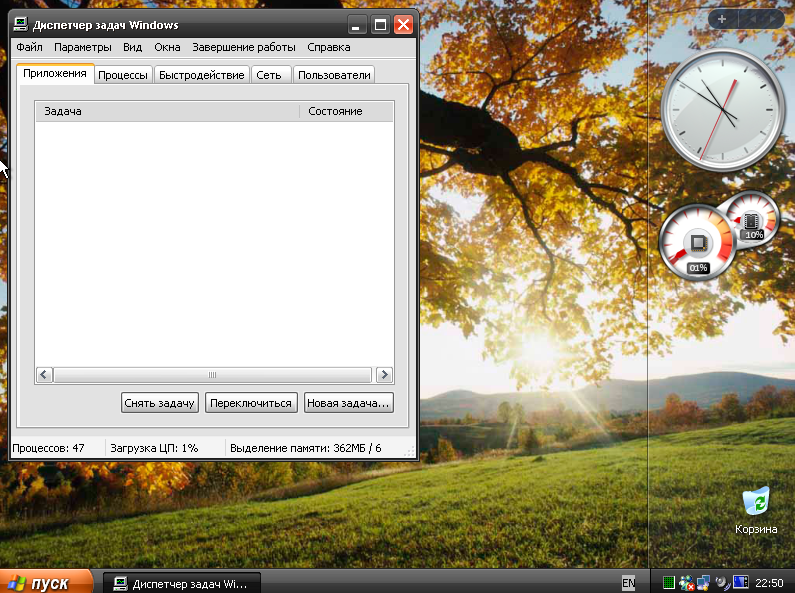 Диспетчер задач Windows
Файл Параметры Вид Окна Завершение работы Справка
Приложения Процессы Быстродействие Сеть Пользователи
Задача Состояние
Снять задачу Переключиться Новая задача...
Процессов: 47 Загрузка ЦП: 1% Выделение памяти: 362МБ / 6
10%
01%
Корзина
пуск Диспетчер задач Wi... EN 22:50